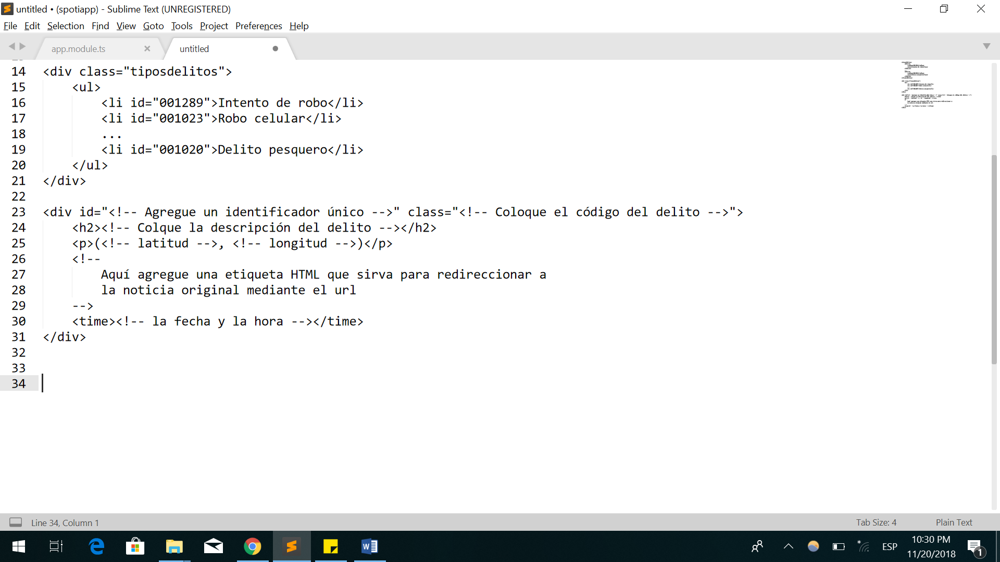 untitled • (spotiapp) - Sublime Text (UNREGISTERED)
File Edit Selection Find View Goto Tools Project Preferences Help
app.module.ts untitled
14 <div class="tiposdelitos">
15 <ul>
16 <li id="001289">Intento de robo</li>
17 <li id="001023">Robo celular</li>
18 ...
19 <li id="001020">Delito pesquero</li>
20 </ul>
21 </div>
22
23 <div id="<!-- Agregue un identificador único -->" class="<!-- Coloque el código del delito -->">
24 <h2><!-- Colque la descripción del delito --></h2>
25 <p>(<!-- latitud -->, <!-- longitud -->)</p>
26 <!--
27 Aquí agregue una etiqueta HTML que sirva para redireccionar a
28 la noticia original mediante el url
29 -->
30 <time><!-- la fecha y la hora --></time>
31 </div>
32
33
34
Line 34, Column 1 Tab Size: 4 Plain Text
ESP 10:30 PM
11/20/2018 1